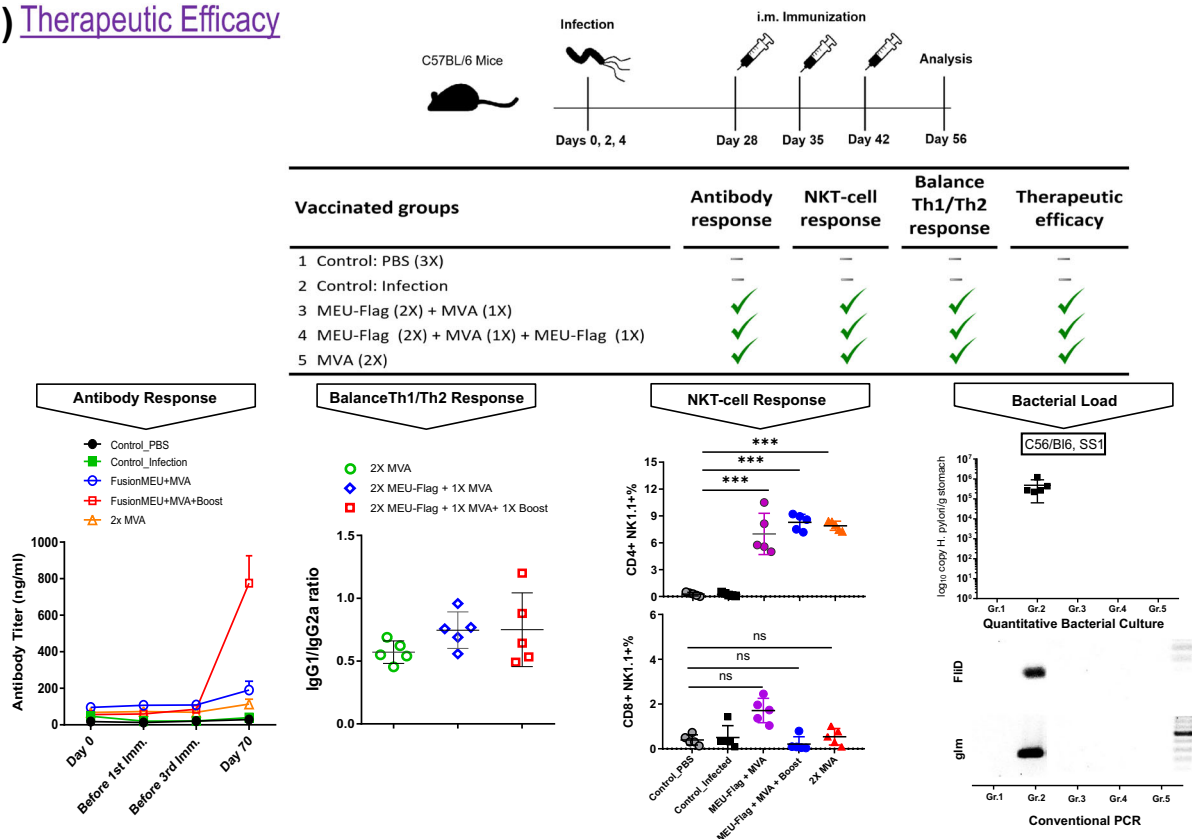 ) Therapeutic Efficacy
Infection
i.m. Immunization
C57BL/6 Mice
Analysis
Days 0, 2, 4
Day 28
Day 35
Day 42
Day 56
Vaccinated groups
Antibody response
NKT-cell response
Balance Th1/Th2 response
Therapeutic efficacy
1 Control: PBS (3X) – – – –
2 Control: Infection – – – –
3 MEU-Flag (2X) + MVA (1X) ✓ ✓ ✓ ✓
4 MEU-Flag (2X) + MVA (1X) + MEU-Flag (1X) ✓ ✓ ✓ ✓
5 MVA (2X) ✓ ✓ ✓ ✓
Antibody Response
Control_PBS
Control_Infection
FusionMEU+MVA
FusionMEU+MVA+Boost
2x MVA
Antibody Titer (ng/ml)
1000
800
600
400
200
0
Day 0
Before 1st Imm.
Before 3rd Imm.
Day 70
BalanceTh1/Th2 Response
2X MVA
2X MEU-Flag + 1X MVA
2X MEU-Flag + 1X MVA+ 1X Boost
IgG1/IgG2a ratio
1.5
1.0
0.5
0.0
NKT-cell Response
***
***
***
CD4+ NK1.1+%
15
12
9
6
3
0
ns
ns
ns
CD8+ NK1.1+%
6
4
2
0
Control_PBS
Control_Infected
MEU-Flag + MVA
MEU-Flag + MVA + Boost
2X MVA
Bacterial Load
C56/Bl6, SS1
log10 copy H. pylori/g stomach
10⁷
10⁶
10⁵
10⁴
10³
10²
10¹
10⁰
Gr.1 Gr.2 Gr.3 Gr.4 Gr.5
Quantitative Bacterial Culture
FliD
glm
Gr.1 Gr.2 Gr.3 Gr.4 Gr.5
Conventional PCR